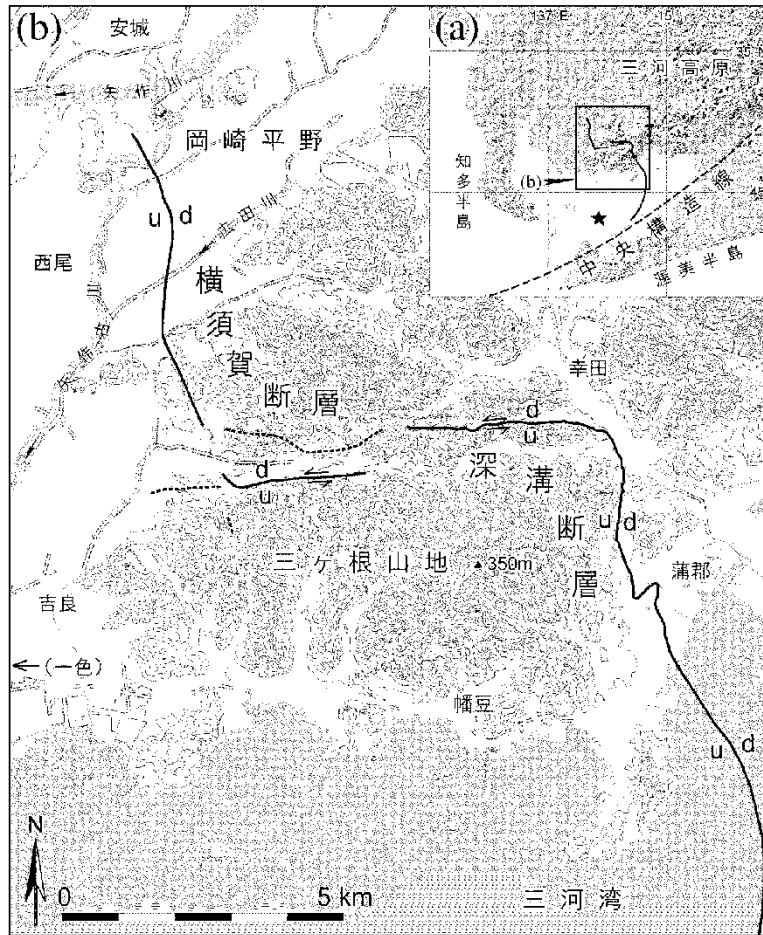 (b)
安城
矢作川
岡崎平野
u d
広田川
西尾
矢作古川
横須賀断層
幸田
d
u
d
u
深溝断層
u d
三ヶ根山地
▲350m
蒲郡
吉良
←(一色)
幡豆
u d
N
0 5 km
三河湾
(a)
137°E
15
三河高原
知多半島
(b)
45
中央構造線
渥美半島